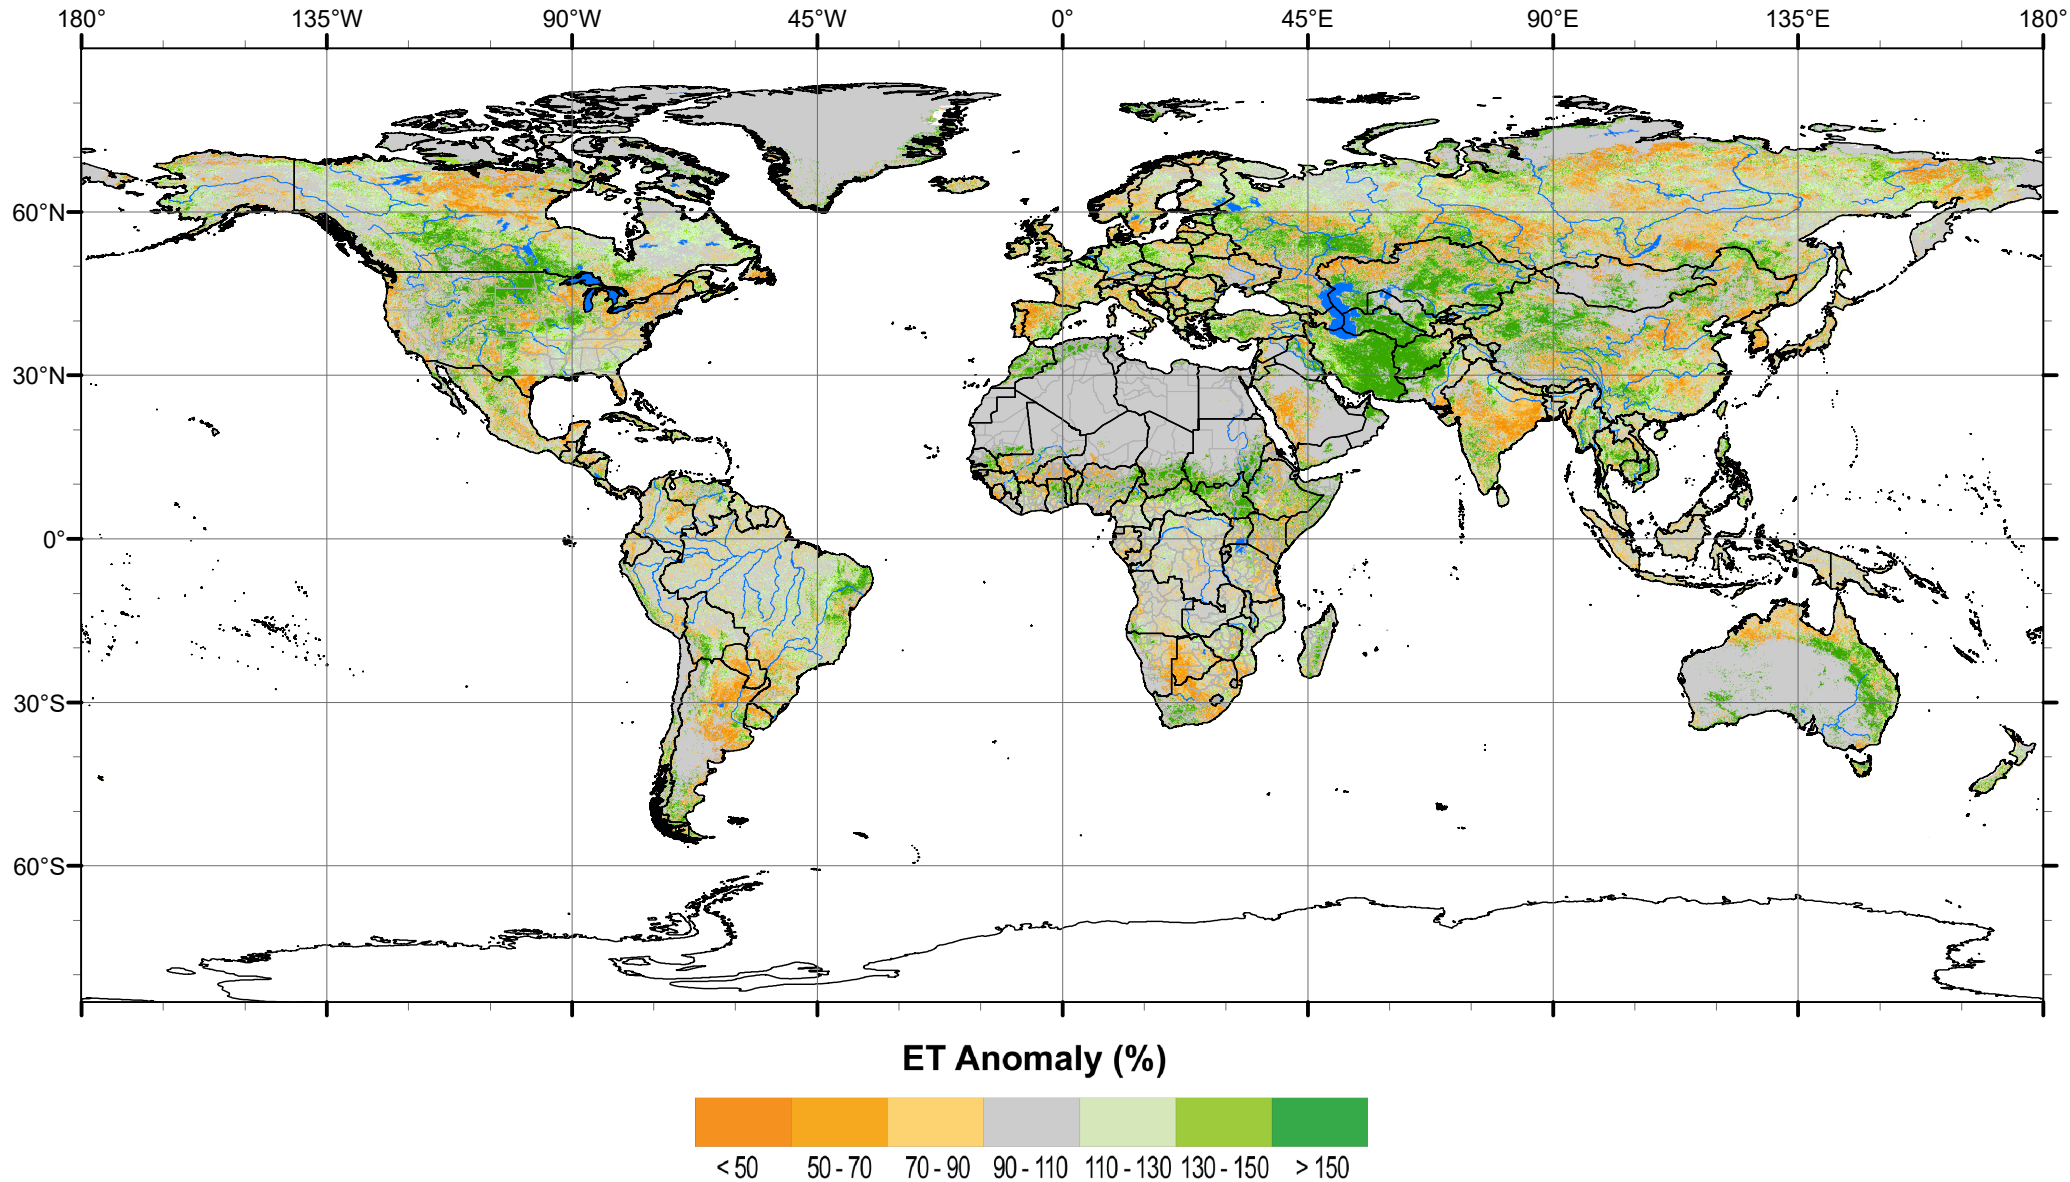 180° 135°W 90°W 45°W 0° 45°E 90°E 135°E 180°
60°N
30°N
0°
30°S
60°S
ET Anomaly (%)
< 50 50 - 70 70 - 90 90 - 110 110 - 130 130 - 150 > 150